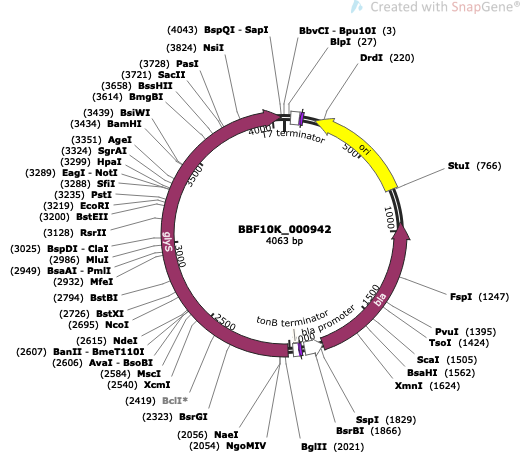 Created with SnapGene®
(4043) BspQI - SapI
BbvCI - Bpu10I (3)
BlpI (27)
(3824) NsiI
DrdI (220)
(3728) PasI
(3721) SacII
(3658) BssHII
(3614) BmgBI
(3439) BsiWI
(3434) BamHI
(3351) AgeI
(3324) SgrAI
(3299) HpaI
(3289) EagI - NotI
(3288) SfiI
(3235) PstI
(3219) EcoRI
(3200) BstEII
(3128) RsrII
(3025) BspDI - ClaI
(2986) MluI
(2949) BsaAI - PmlI
(2932) MfeI
(2794) BstBI
(2726) BstXI
(2695) NcoI
(2615) NdeI
(2607) BanII - BmeT110I
(2606) AvaI - BsoBI
(2584) MscI
(2540) XcmI
(2419) BclI*
(2323) BsrGI
(2056) NaeI
(2054) NgoMIV
BglII (2021)
BsrBI (1866)
SspI (1829)
XmnI (1624)
BsaHI (1562)
ScaI (1505)
TsoI (1424)
PvuI (1395)
FspI (1247)
StuI (766)
T7 terminator
ori
500
1000
1500
bla
bla promoter
tonB terminator
2500
3000
3500
4000
glyS
BBF10K_000942
4063 bp